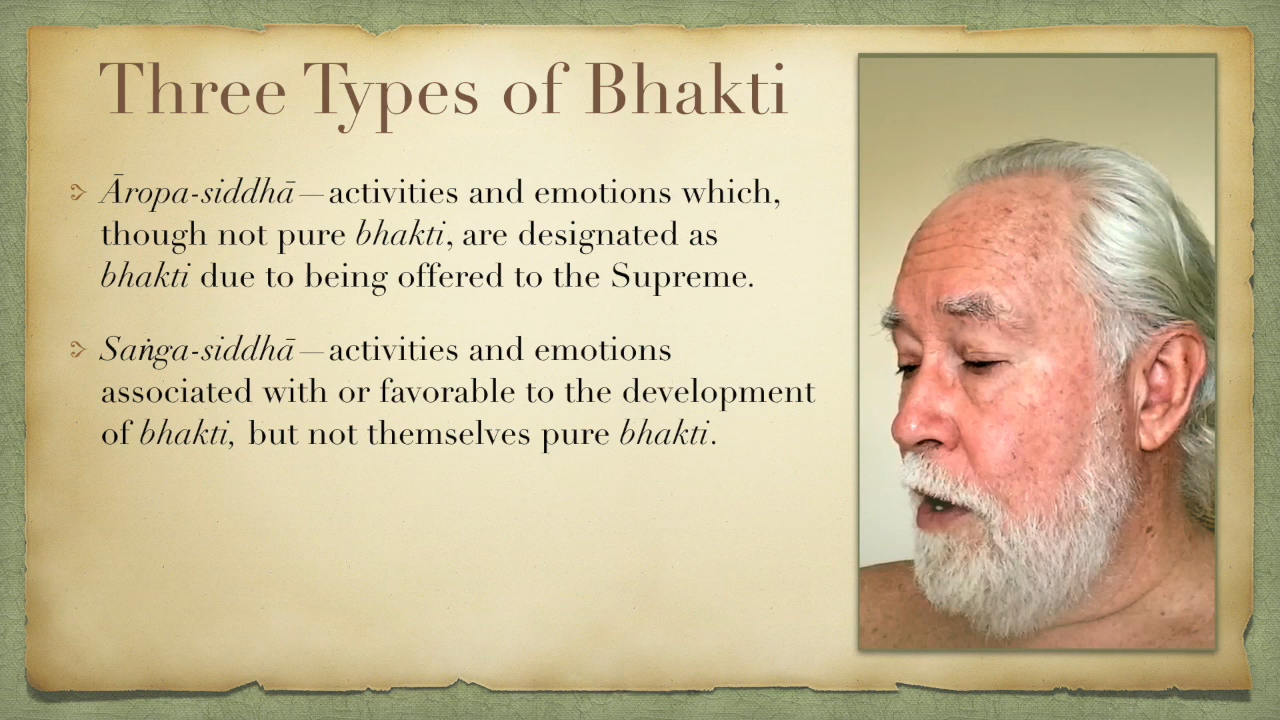 Three Types of Bhakti
Āropa-siddhā—activities and emotions which,
though not pure bhakti, are designated as
bhakti due to being offered to the Supreme.
Saṅga-siddhā—activities and emotions
associated with or favorable to the development
of bhakti, but not themselves pure bhakti.